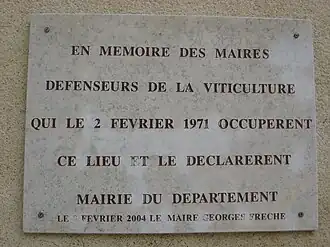 EN MEMOIRE DES MAIRES
DEFENSEURS DE LA VITICULTURE
QUI LE 2 FEVRIER 1971 OCCUPERENT
CE LIEU ET LE DECLARERENT
MAIRIE DU DEPARTEMENT
LE 2 FEVRIER 2004 LE MAIRE GEORGES FRECHE